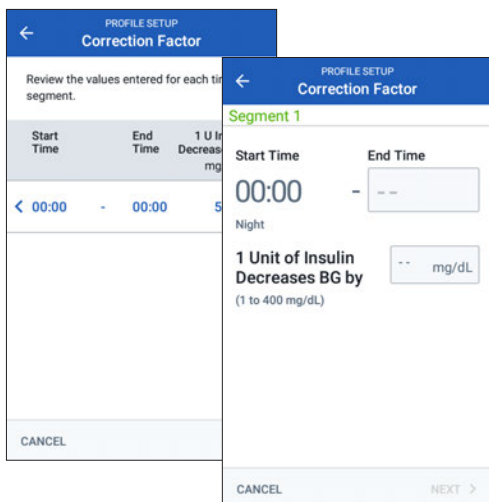 PROFILE SETUP
Correction Factor
Review the values entered for each
segment.
Start
Time
End
Time
1 U
00:00 - 00:00 5
CANCEL
PROFILE SETUP
Correction Factor
Segment 1
Start Time End Time
00:00 - --
Night
1 Unit of Insulin
Decreases BG by
-- mg/dL
(1 to 400 mg/dL)
CANCEL NEXT